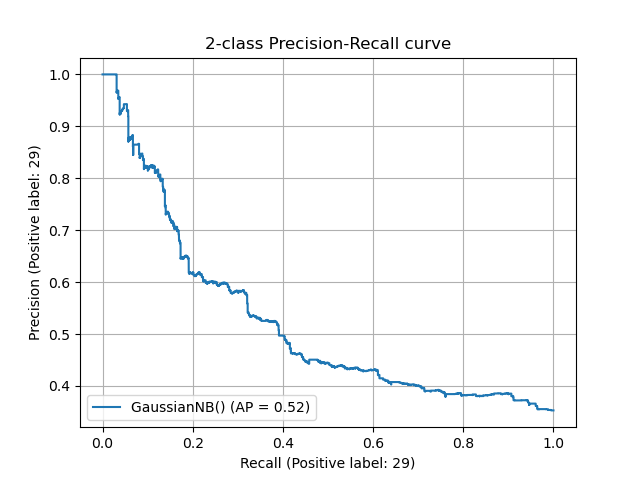 2-class Precision-Recall curve
1.0
0.9
0.8
0.7
0.6
0.5
0.4
Precision (Positive label: 29)
GaussianNB() (AP = 0.52)
0.0 0.2 0.4 0.6 0.8 1.0
Recall (Positive label: 29)